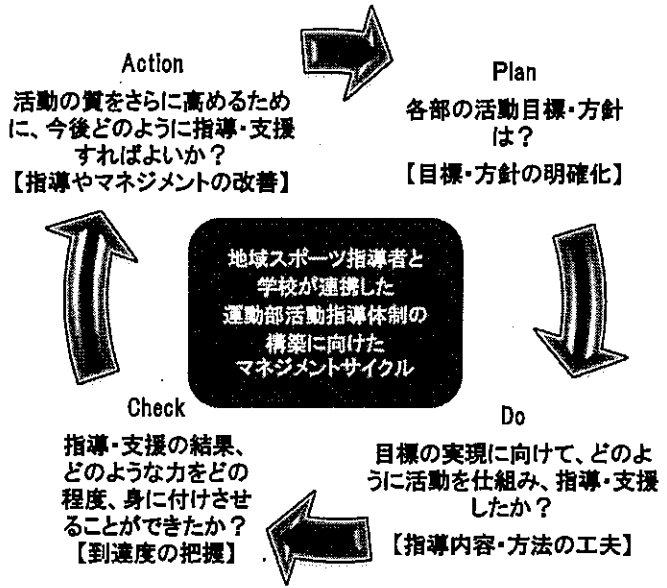 Action
活動の質をさらに高めるため
に、今後どのように指導・支援
すればよいか？
【指導やマネジメントの改善】
Plan
各部の活動目標・方針
は？
【目標・方針の明確化】
地域スポーツ指導者と
学校が連携した
運動部活動指導体制の
構築に向けた
マネジメントサイクル
Check
指導・支援の結果、
どのような力をどの
程度、身に付けさせ
ることができたか？
【到達度の把握】
Do
目標の実現に向けて、どのよ
うに活動を仕組み、指導・支援
したか？
【指導内容・方法の工夫】